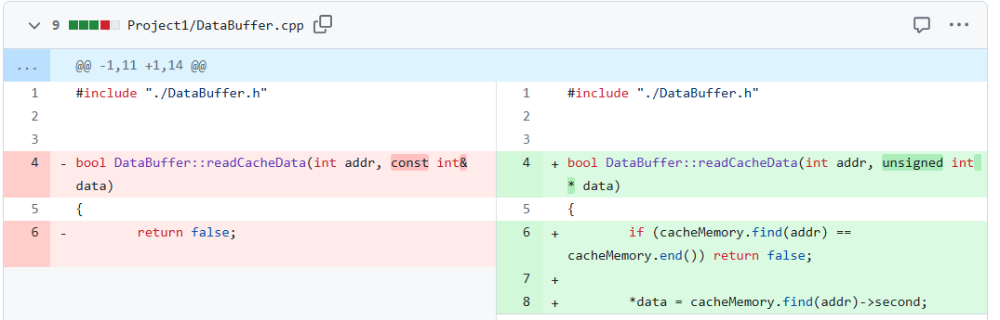 9 Project1/DataBuffer.cpp
... @@ -1,11 +1,14 @@
1 #include "./DataBuffer.h"
2
3
4 - bool DataBuffer::readCacheData(int addr, const int&
data)
5 {
6 - return false;
1 #include "./DataBuffer.h"
2
3
4 + bool DataBuffer::readCacheData(int addr, unsigned int
* data)
5 {
6 + if (cacheMemory.find(addr) ==
cacheMemory.end()) return false;
7 +
8 + *data = cacheMemory.find(addr)->second;